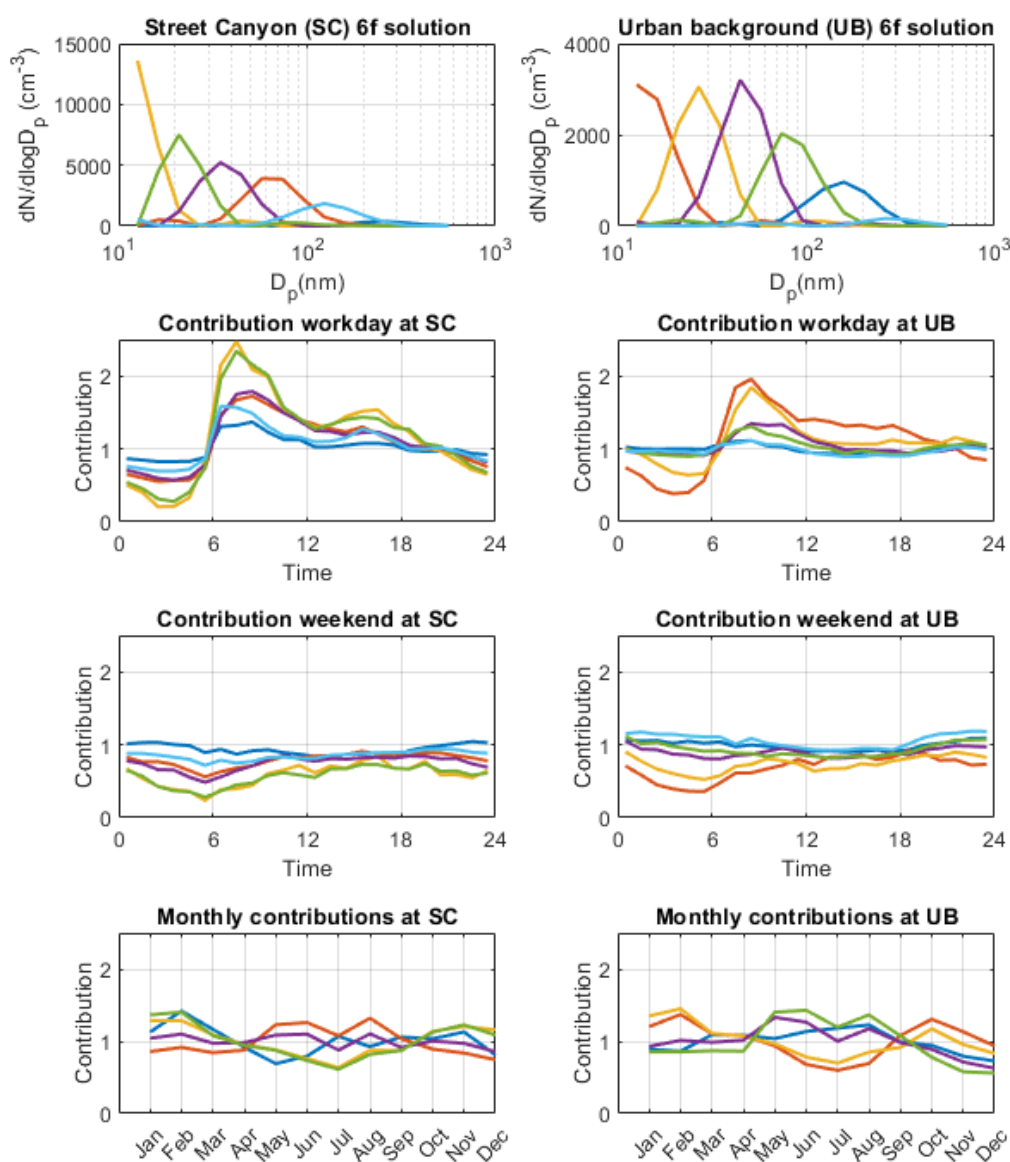 Street Canyon (SC) 6f solution
dN/dlogD_p (cm^-3)
15000
10000
5000
0
10^1
10^2
10^3
D_p(nm)
Urban background (UB) 6f solution
dN/dlogD_p (cm^-3)
4000
2000
0
10^1
10^2
10^3
D_p(nm)
Contribution workday at SC
Contribution
2
1
0
0 6 12 18 24
Time
Contribution workday at UB
Contribution
2
1
0
0 6 12 18 24
Time
Contribution weekend at SC
Contribution
2
1
0
0 6 12 18 24
Time
Contribution weekend at UB
Contribution
2
1
0
0 6 12 18 24
Time
Monthly contributions at SC
Contribution
2
1
0
Jan Feb Mar Apr May Jun Jul Aug Sep Oct Nov Dec
Monthly contributions at UB
Contribution
2
1
0
Jan Feb Mar Apr May Jun Jul Aug Sep Oct Nov Dec